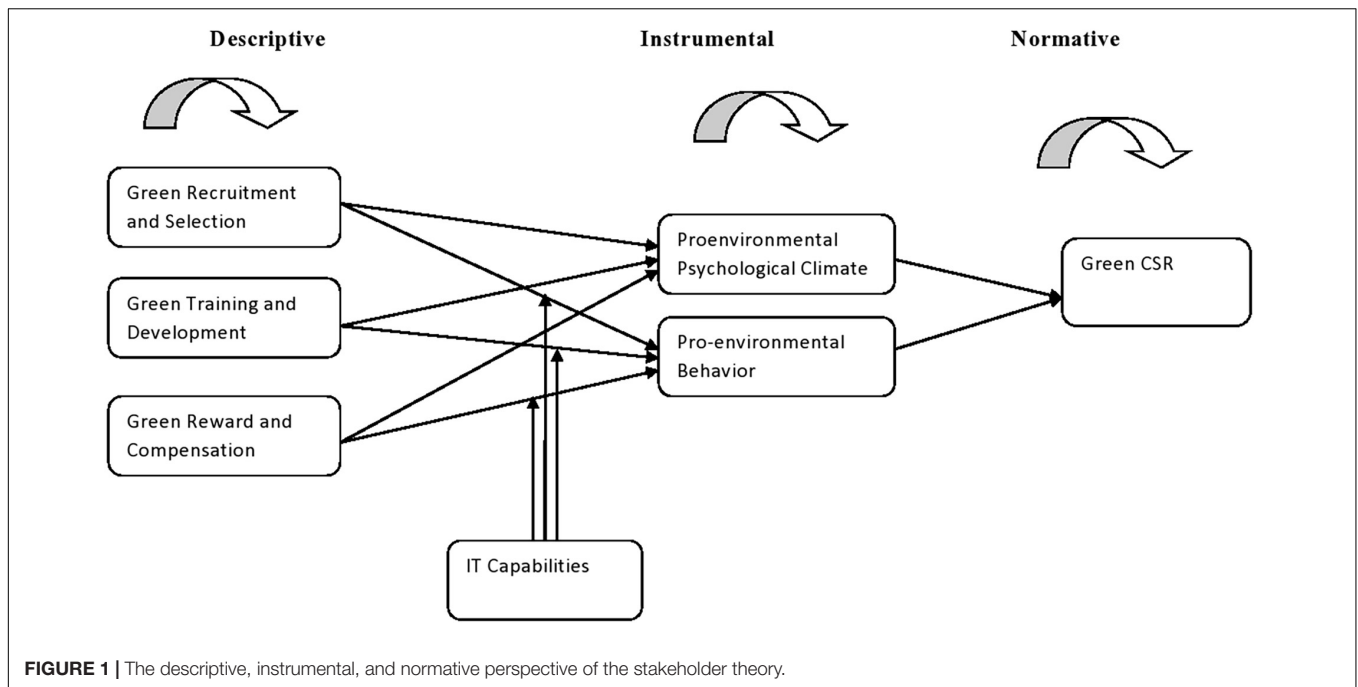 Descriptive
Instrumental
Normative
Green Recruitment
and Selection
Green Training and
Development
Green Reward and
Compensation
Proenvironmental
Psychological Climate
Pro-environmental
Behavior
Green CSR
IT Capabilities
FIGURE 1 | The descriptive, instrumental, and normative perspective of the stakeholder theory.